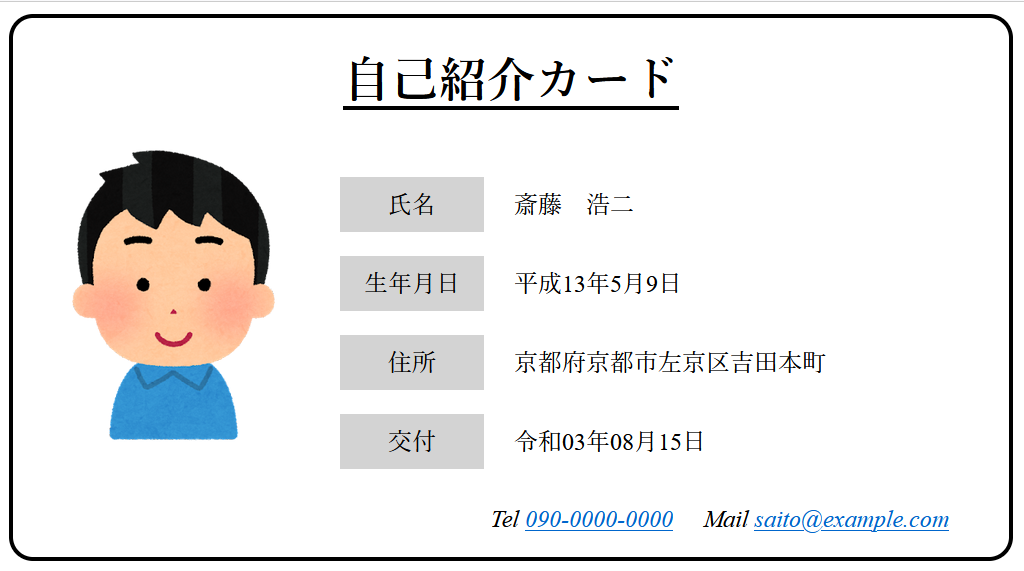 自己紹介カード
氏名 斎藤　浩二
生年月日 平成13年5月9日
住所 京都府京都市左京区吉田本町
交付 令和03年08月15日
Tel 090-0000-0000 Mail saito@example.com